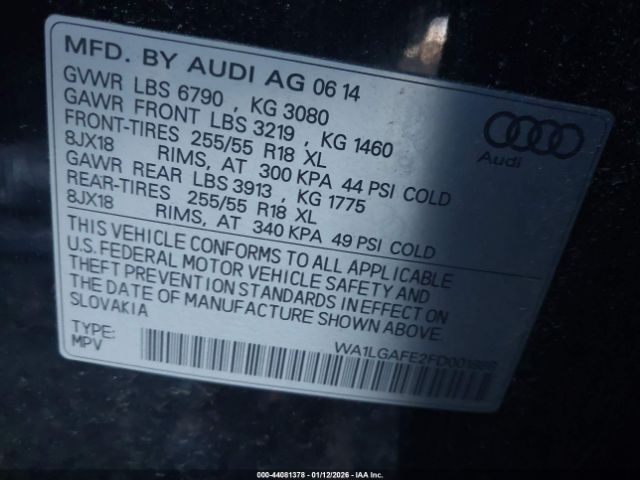 MFD. BY AUDI AG 06 14
GVWR LBS 6790 , KG 3080
GAWR FRONT LBS 3219 , KG 1460
FRONT-TIRES 255/55 R18 XL
8JX18 RIMS, AT 300 KPA 44 PSI COLD
GAWR REAR LBS 3913 , KG 1775
REAR-TIRES 255/55 R18 XL
8JX18 RIMS, AT 340 KPA 49 PSI COLD
THIS VEHICLE CONFORMS TO ALL APPLICABLE
U.S. FEDERAL MOTOR VEHICLE SAFETY AND
THEFT PREVENTION STANDARDS IN EFFECT ON
THE DATE OF MANUFACTURE SHOWN ABOVE.
SLOVAKIA
TYPE:
MPV
Audi
000-44081378 - 01/12/2026 - IAA Inc.